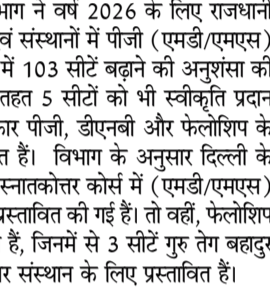 भाग ने वर्ष 2026 के लिए राजधानी
वं संस्थानों में पीजी (एमडी/एमएस)
में 103 सीटें बढ़ाने की अनुशंसा की
तहत 5 सीटों को भी स्वीकृति प्रदान
कार पीजी, डीएनबी और फेलोशिप के
त हैं। विभाग के अनुसार दिल्ली के
स्नातकोत्तर कोर्स में (एमडी/एमएस)
प्रस्तावित की गई हैं। तो वहीं, फेलोशिप
हैं, जिनमें से 3 सीटें गुरु तेग बहादुर
र संस्थान के लिए प्रस्तावित हैं।